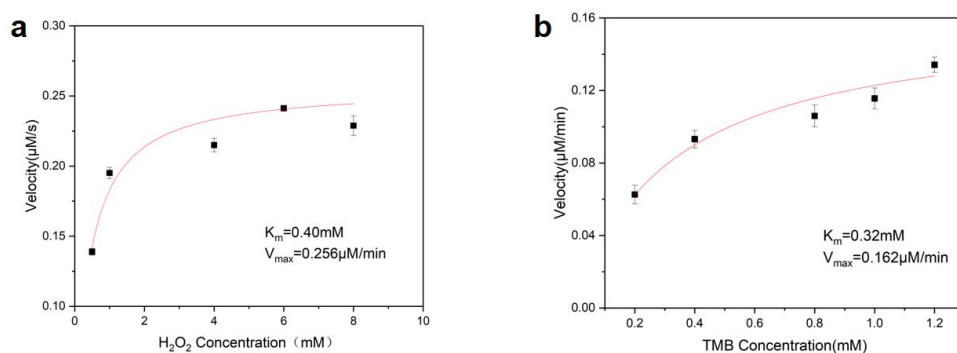 a
0.30
0.25
0.20
0.15
0.10
Velocity(μM/s)
Km=0.40mM
Vmax=0.256μM/min
0 2 4 6 8 10
H2O2 Concentration（mM)
b
0.16
0.12
0.08
0.04
0.00
Velocity(μM/min)
Km=0.32mM
Vmax=0.162μM/min
0.2 0.4 0.6 0.8 1.0 1.2
TMB Concentration(mM)